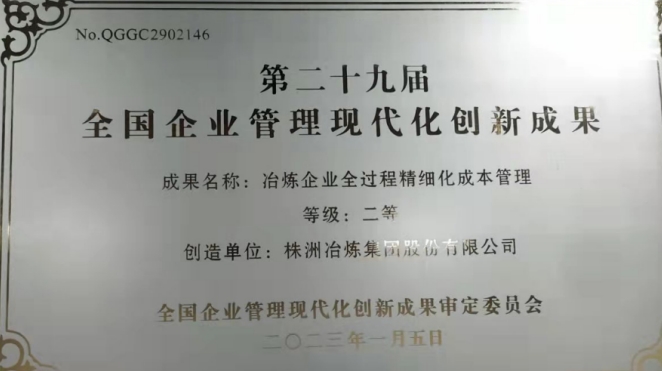 No.QGGC2902146
第二十九届
全国企业管理现代化创新成果
成果名称：冶炼企业全过程精细化成本管理
等级：二等
创造单位：株洲冶炼集团股份有限公司
全国企业管理现代化创新成果审定委员会
二〇二三年一月五日